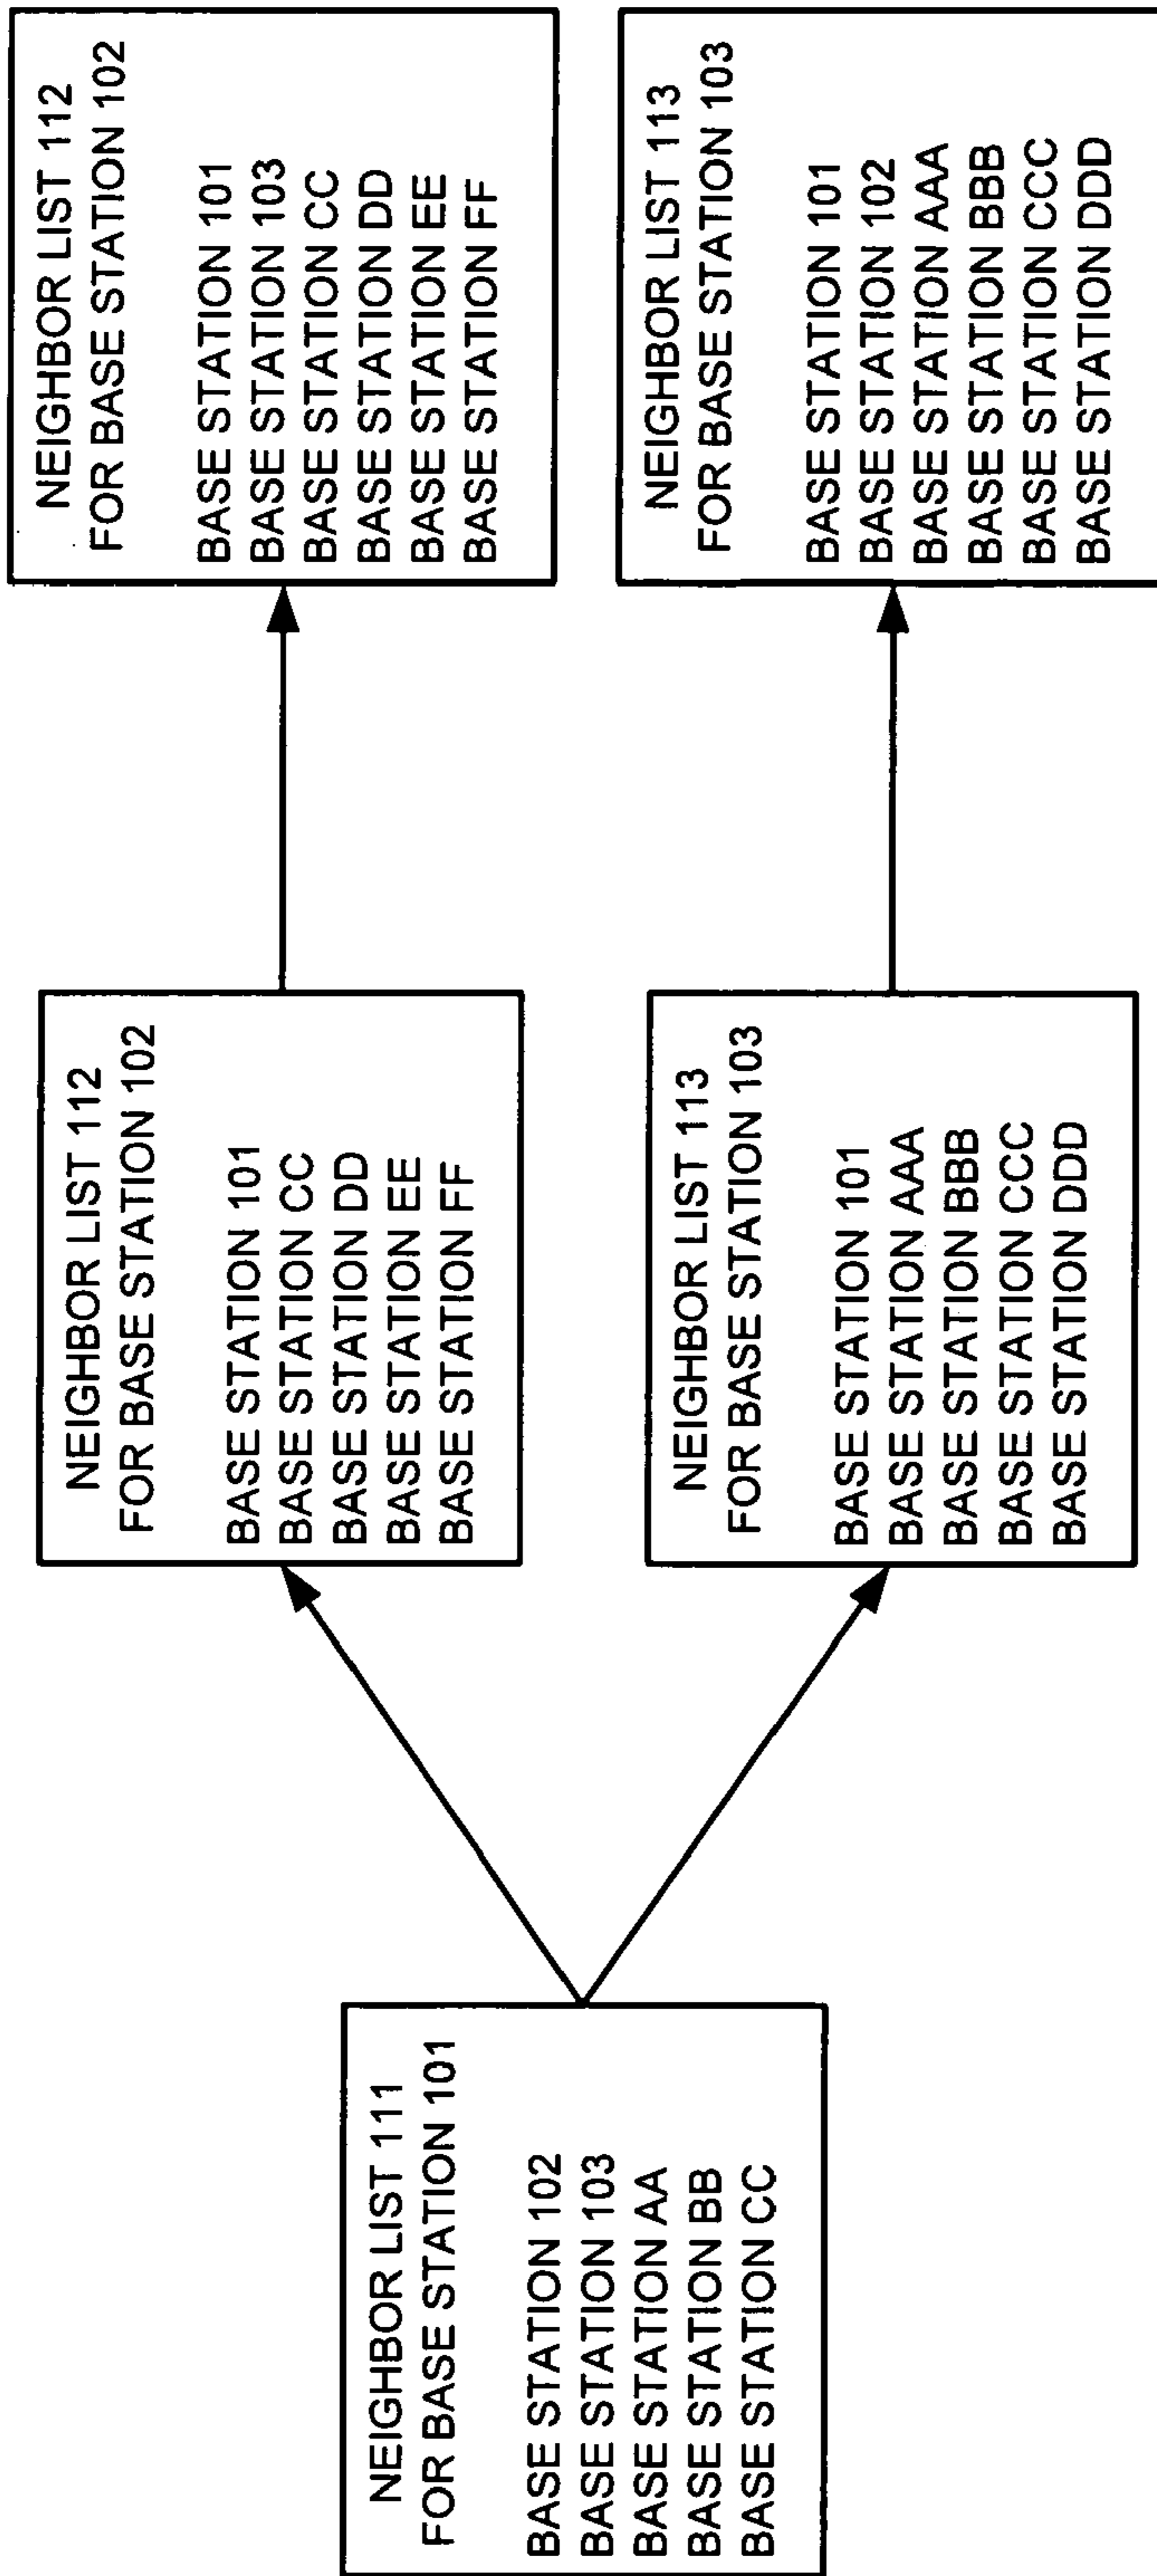 NEIGHBOR LIST 111
FOR BASE STATION 101
BASE STATION 102
BASE STATION 103
BASE STATION AA
BASE STATION BB
BASE STATION CC
NEIGHBOR LIST 112
FOR BASE STATION 102
BASE STATION 101
BASE STATION CC
BASE STATION DD
BASE STATION EE
BASE STATION FF
NEIGHBOR LIST 113
FOR BASE STATION 103
BASE STATION 101
BASE STATION AAA
BASE STATION BBB
BASE STATION CCC
BASE STATION DDD
NEIGHBOR LIST 112
FOR BASE STATION 102
BASE STATION 101
BASE STATION 103
BASE STATION CC
BASE STATION DD
BASE STATION EE
BASE STATION FF
NEIGHBOR LIST 113
FOR BASE STATION 103
BASE STATION 101
BASE STATION 102
BASE STATION AAA
BASE STATION BBB
BASE STATION CCC
BASE STATION DDD